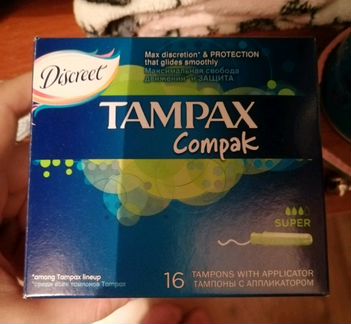 Discreet
Max discretion* & PROTECTION
that glides smoothly
Максимальная свобода
движений* и ЗАЩИТА
TAMPAX
Compak
SUPER
*among Tampax lineup
*среди всех тампонов Tampax
16 TAMPONS WITH APPLICATOR
ТАМПОНЫ С АППЛИКАТОРОМ